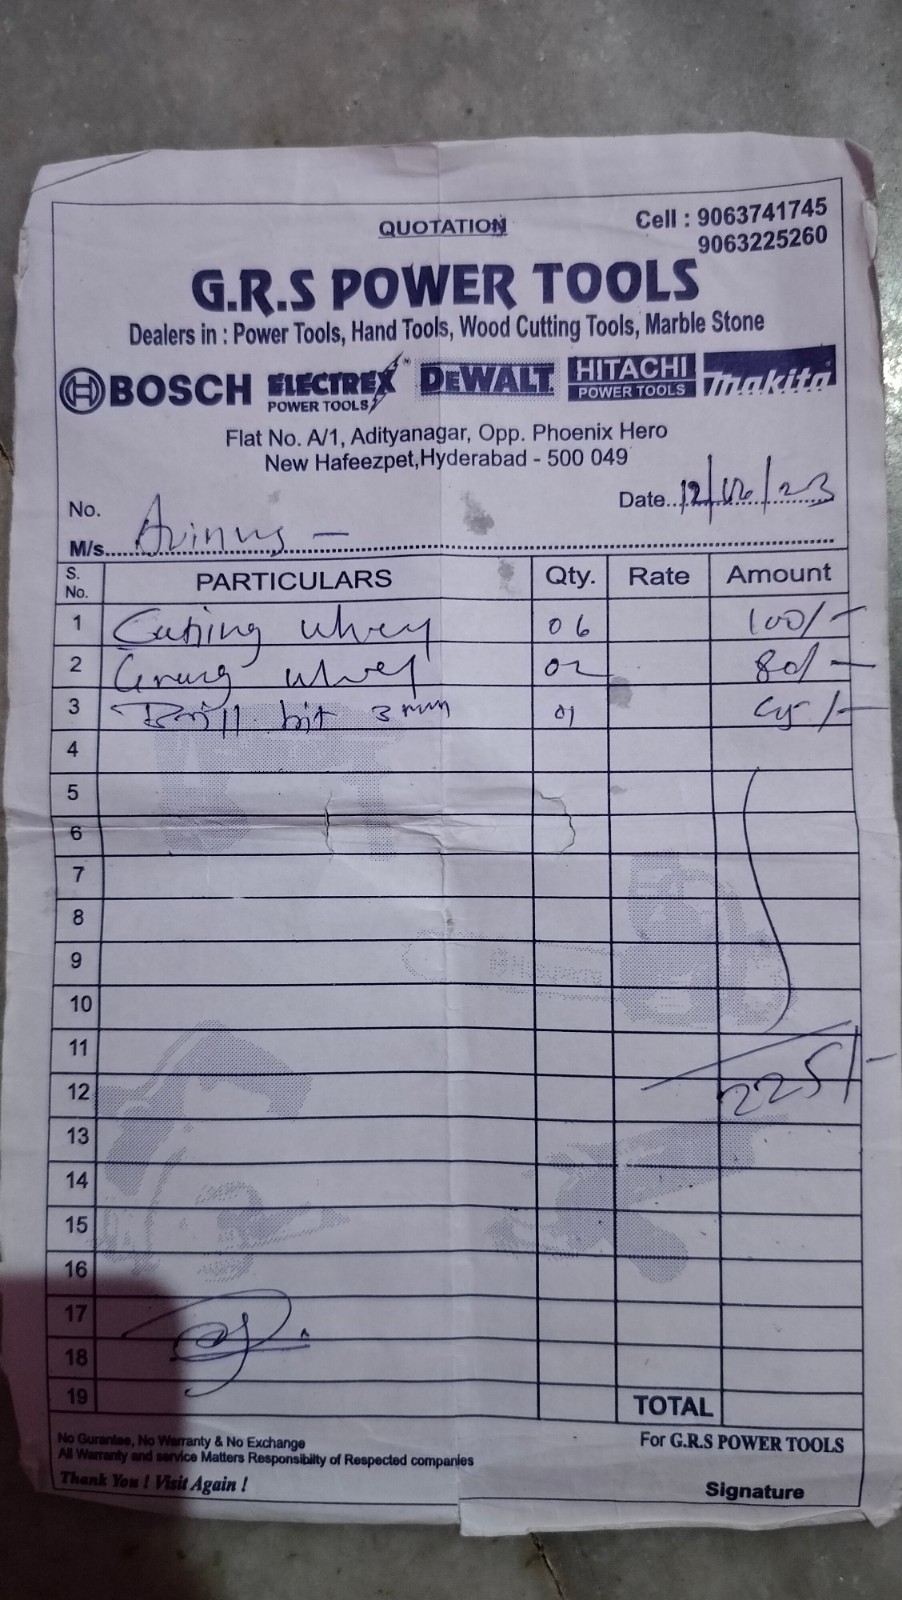 QUOTATION
Cell : 9063741745
9063225260
G.R.S POWER TOOLS
Dealers in : Power Tools, Hand Tools, Wood Cutting Tools, Marble Stone
BOSCH ELECTREX POWER TOOLS DEWALT HITACHI POWER TOOLS makita
Flat No. A/1, Adityanagar, Opp. Phoenix Hero
New Hafeezpet,Hyderabad - 500 049
No. Date..12/06/23
M/s.
S. No. PARTICULARS Qty. Rate Amount
1 Cutting wheel 06 100/-
2 02 80/-
3 Drill bit 3 mm 01 45/-
4
5
6
7
8
9
10
11
12 225/-
13
14
15
16
17
18
19 TOTAL
No Gurantee, No Warranty & No Exchange For G.R.S POWER TOOLS
All Warranty and service Matters Responsibilty of Respected companies
Thank You ! Visit Again ! Signature